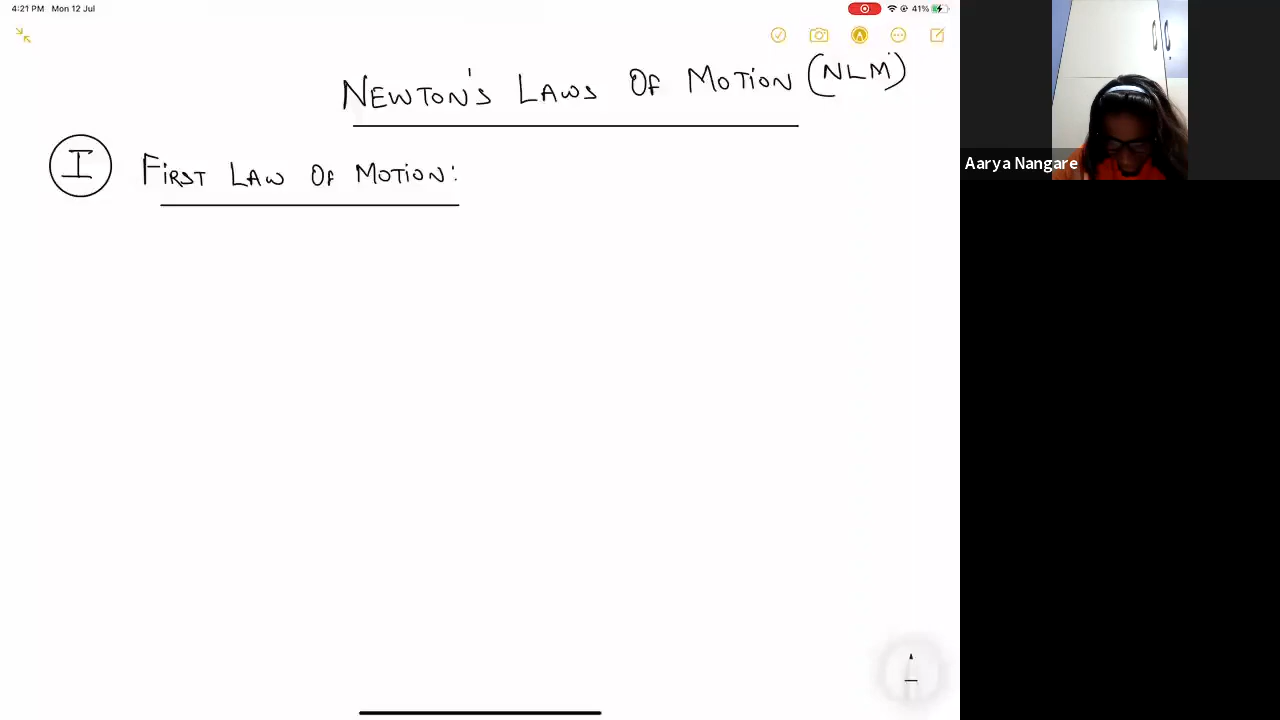 4:21 PM Mon 12 Jul
41%
NEWTON'S LAWS OF MOTION (NLM)
I FIRST LAW OF MOTION:
Aarya Nangare